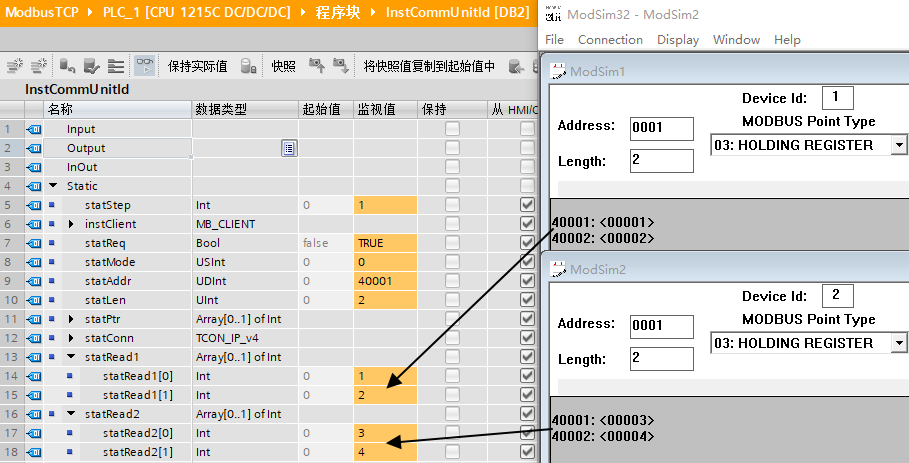 ModbusTCP ▸ PLC_1 [CPU 1215C DC/DC/DC] ▸ 程序块 ▸ InstCommUnitId [DB2]
保持实际值 快照 将快照值复制到起始值中
InstCommUnitId
名称 数据类型 起始值 监视值 保持 从 HMI/O
1 Input
2 Output
3 InOut
4 Static
5 statStep Int 0 1
6 instClient MB_CLIENT
7 statReq Bool false TRUE
8 statMode USInt 0 0
9 statAddr UDInt 0 40001
10 statLen UInt 0 2
11 statPtr Array[0..1] of Int
12 statConn TCON_IP_v4
13 statRead1 Array[0..1] of Int
14 statRead1[0] Int 0 1
15 statRead1[1] Int 0 2
16 statRead2 Array[0..1] of Int
17 statRead2[0] Int 0 3
18 statRead2[1] Int 0 4
ModSim32 - ModSim2
File Connection Display Window Help
ModSim1
Device Id: 1
Address: 0001
MODBUS Point Type
Length: 2
03: HOLDING REGISTER
40001: <00001>
40002: <00002>
ModSim2
Device Id: 2
Address: 0001
MODBUS Point Type
Length: 2
03: HOLDING REGISTER
40001: <00003>
40002: <00004>